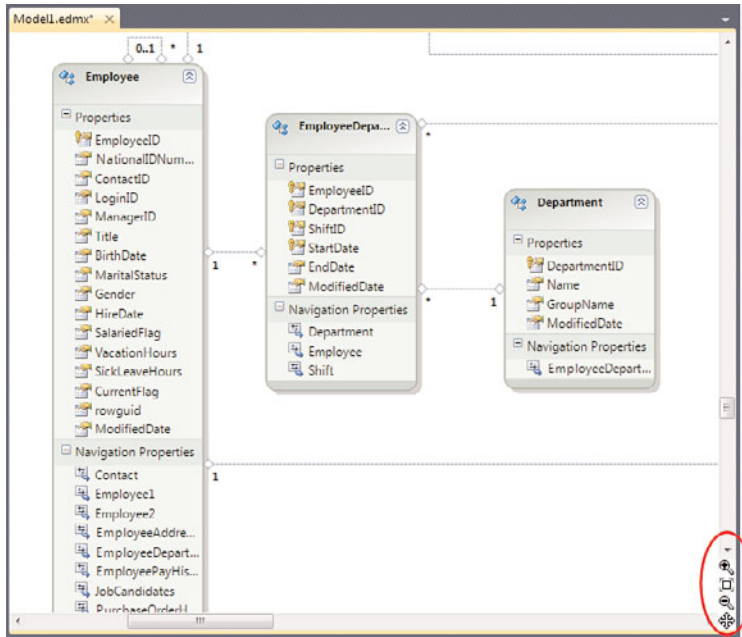 Model1.edmx*
0..1 * 1
Employee
Properties
EmployeeID
NationalIDNum...
ContactID
LoginID
ManagerID
Title
BirthDate
MaritalStatus
Gender
HireDate
SalariedFlag
VacationHours
SickLeaveHours
CurrentFlag
rowguid
ModifiedDate
Navigation Properties
Contact
Employee1
Employee2
EmployeeAddre...
EmployeeDepart...
EmployeePayHis...
JobCandidates
PurchaseOrderH
1 *
EmployeeDepa...
*
Properties
EmployeeID
DepartmentID
ShiftID
StartDate
EndDate
ModifiedDate
Navigation Properties
Department
Employee
Shift
* 1
Department
Properties
DepartmentID
Name
GroupName
ModifiedDate
Navigation Properties
EmployeeDepart...
1